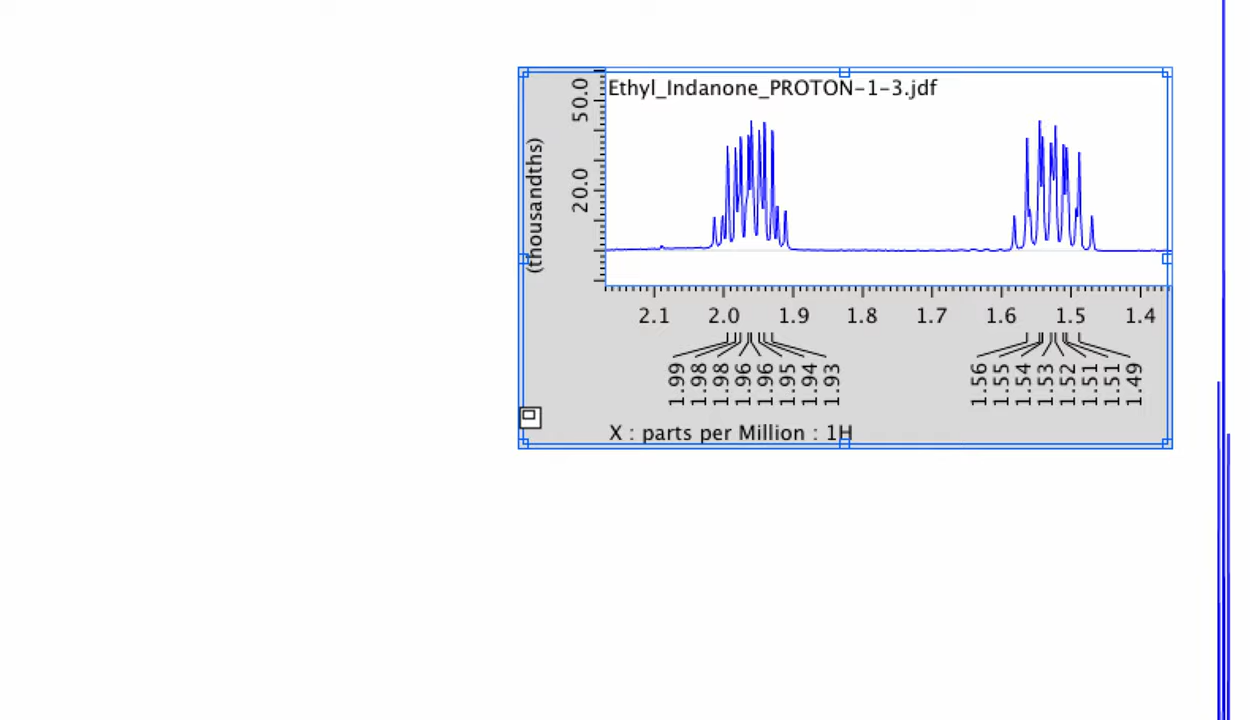 Ethyl_Indanone_PROTON-1-3.jdf
(thousandths)
50.0
20.0
2.1 2.0 1.9 1.8 1.7 1.6 1.5 1.4
1.99 1.98 1.98 1.96 1.96 1.95 1.94 1.93 1.56 1.55 1.54 1.53 1.52 1.51 1.51 1.49
X : parts per Million : 1H